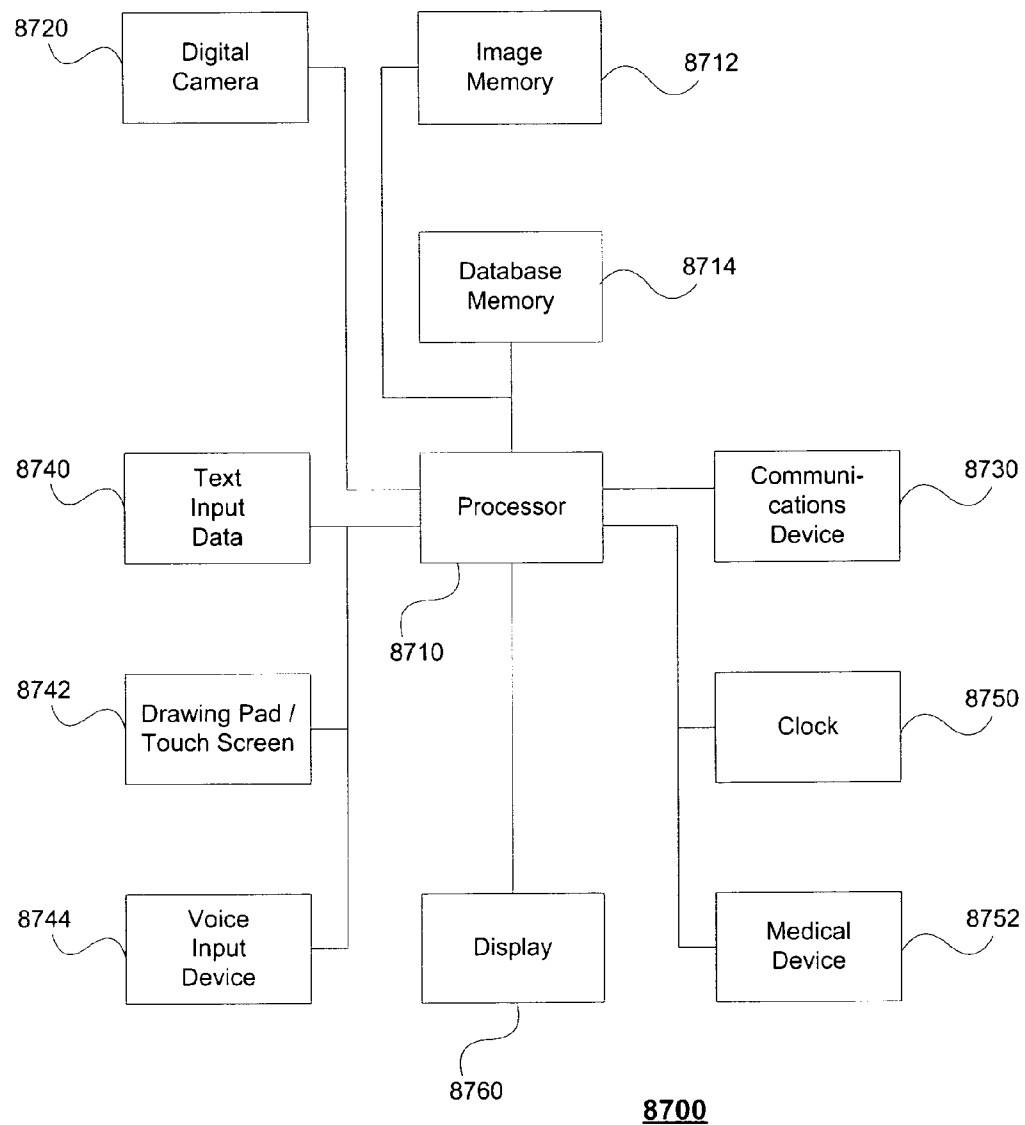 8720
Digital
Camera
Image
Memory
8712
Database
Memory
8714
8740
Text
Input
Data
Processor
8710
Communi-
cations
Device
8730
8742
Drawing Pad /
Touch Screen
Clock
8750
8744
Voice
Input
Device
Display
8760
Medical
Device
8752
8700